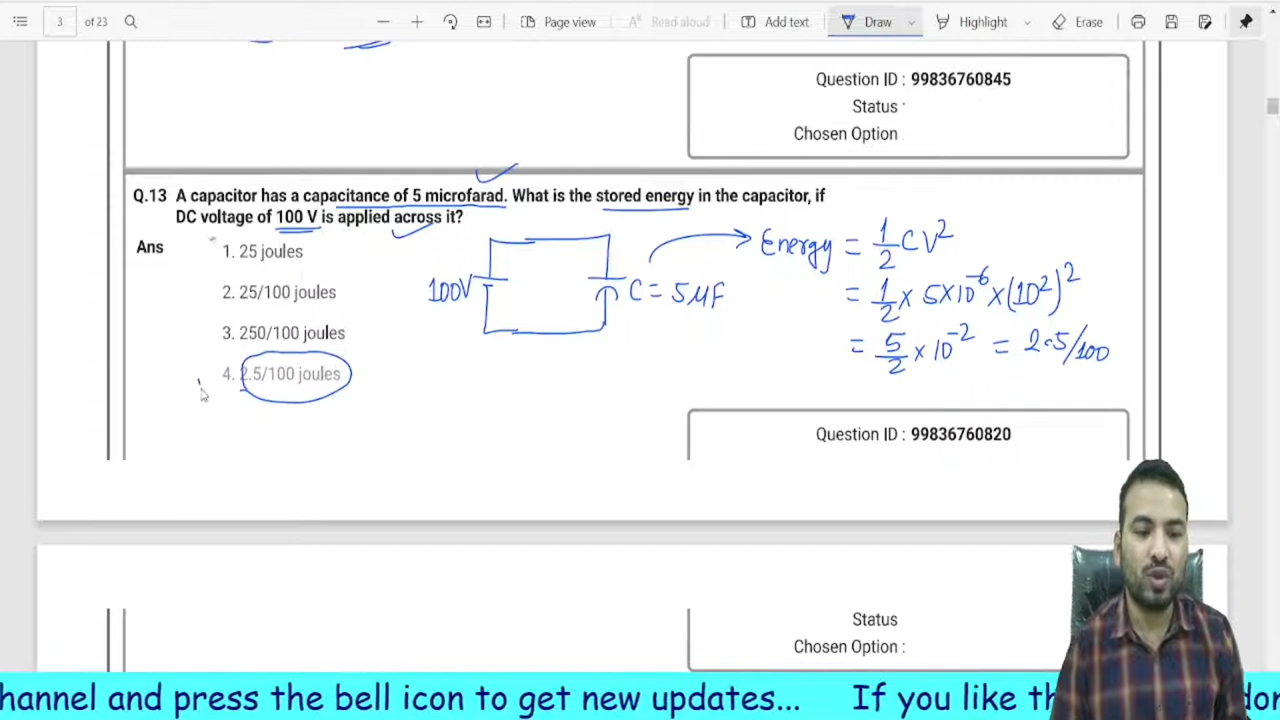 3 of 23
Page view
Read aloud
Add text
Draw
Highlight
Erase
Question ID : 99836760845
Status
Chosen Option
Q.13 A capacitor has a capacitance of 5 microfarad. What is the stored energy in the capacitor, if
DC voltage of 100 V is applied across it?
Ans
1. 25 joules
2. 25/100 joules
3. 250/100 joules
4. 2.5/100 joules
100V
C = 5μF
Energy = 1/2 CV²
= 1/2 × 5×10⁻⁶ × (10²)²
= 5/2 × 10⁻² = 2.5/100
Question ID : 99836760820
Status
Chosen Option :
hannel and press the bell icon to get new updates... If you like th